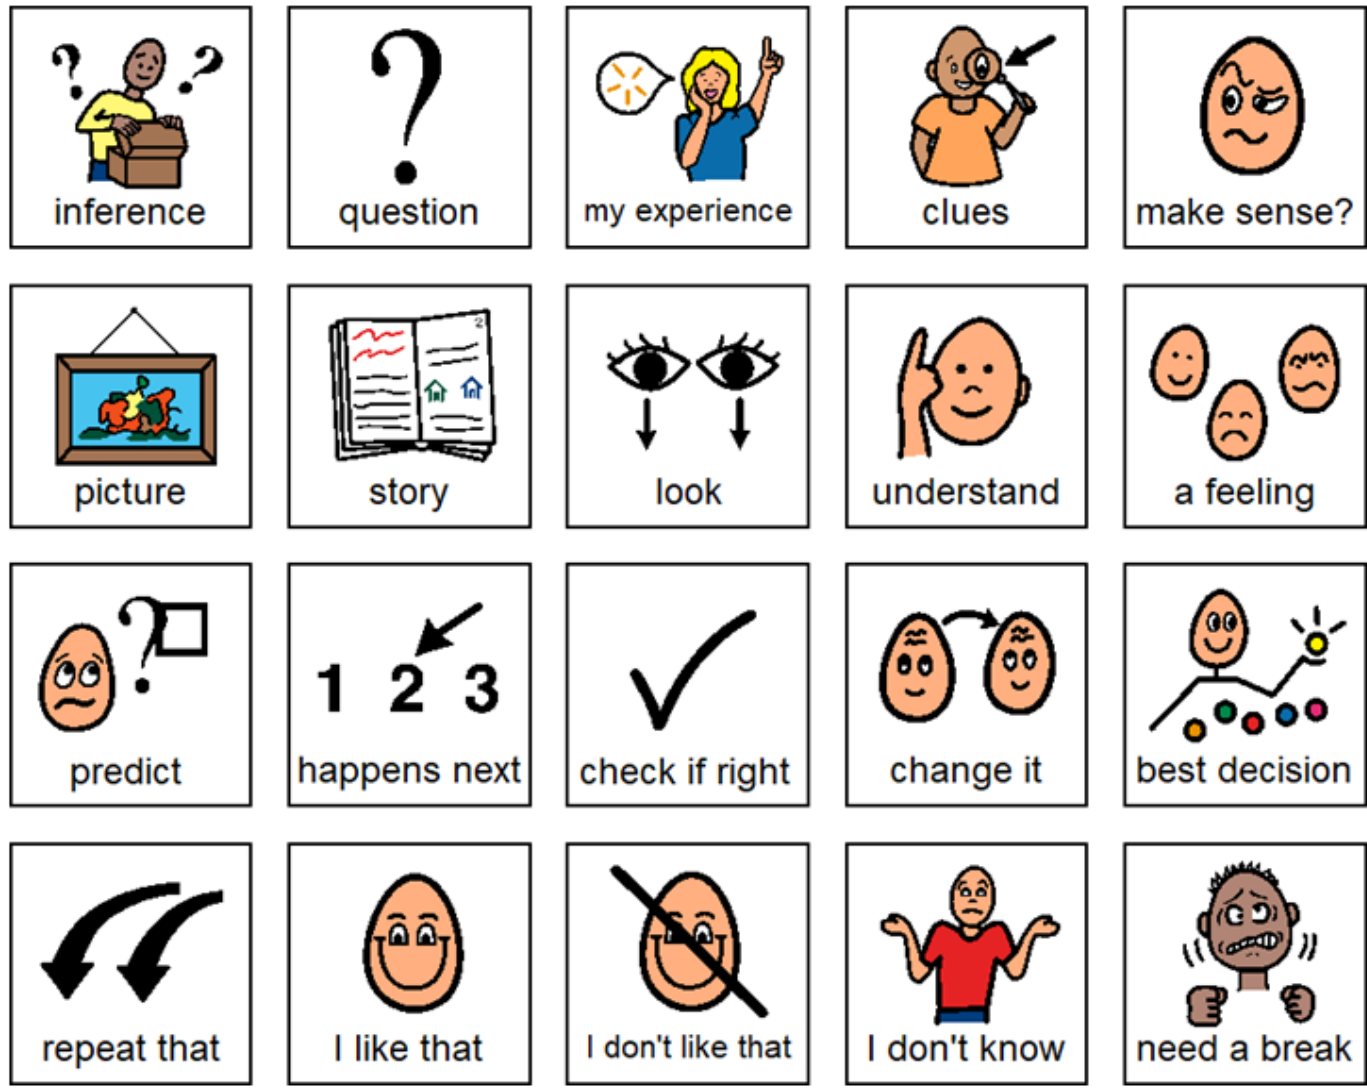 inference
question
my experience
clues
make sense?
picture
2
story
look
understand
a feeling
predict
?
1 2 3
happens next
check if right
change it
best decision
repeat that
I like that
I don't like that
I don't know
need a break